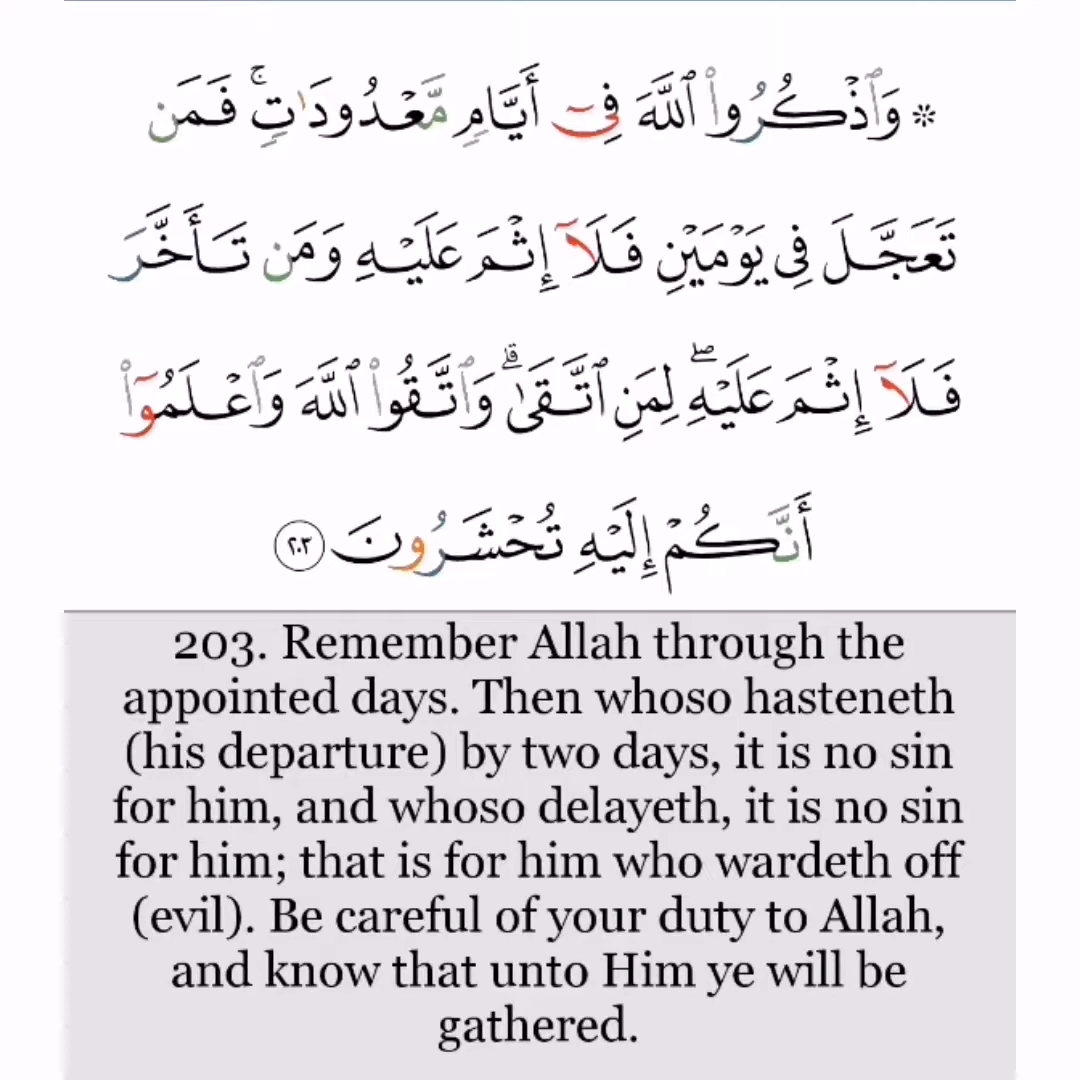 ۞ وَٱذْكُرُوا۟ ٱللَّهَ فِىٓ أَيَّامٍ مَّعْدُودَٰتٍ ۚ فَمَن
تَعَجَّلَ فِى يَوْمَيْنِ فَلَآ إِثْمَ عَلَيْهِ وَمَن تَأَخَّرَ
فَلَآ إِثْمَ عَلَيْهِ ۖ لِمَنِ ٱتَّقَىٰ ۗ وَٱتَّقُوا۟ ٱللَّهَ وَٱعْلَمُوٓا۟
أَنَّكُمْ إِلَيْهِ تُحْشَرُونَ ٢٠٣
203. Remember Allah through the
appointed days. Then whoso hasteneth
(his departure) by two days, it is no sin
for him, and whoso delayeth, it is no sin
for him; that is for him who wardeth off
(evil). Be careful of your duty to Allah,
and know that unto Him ye will be
gathered.